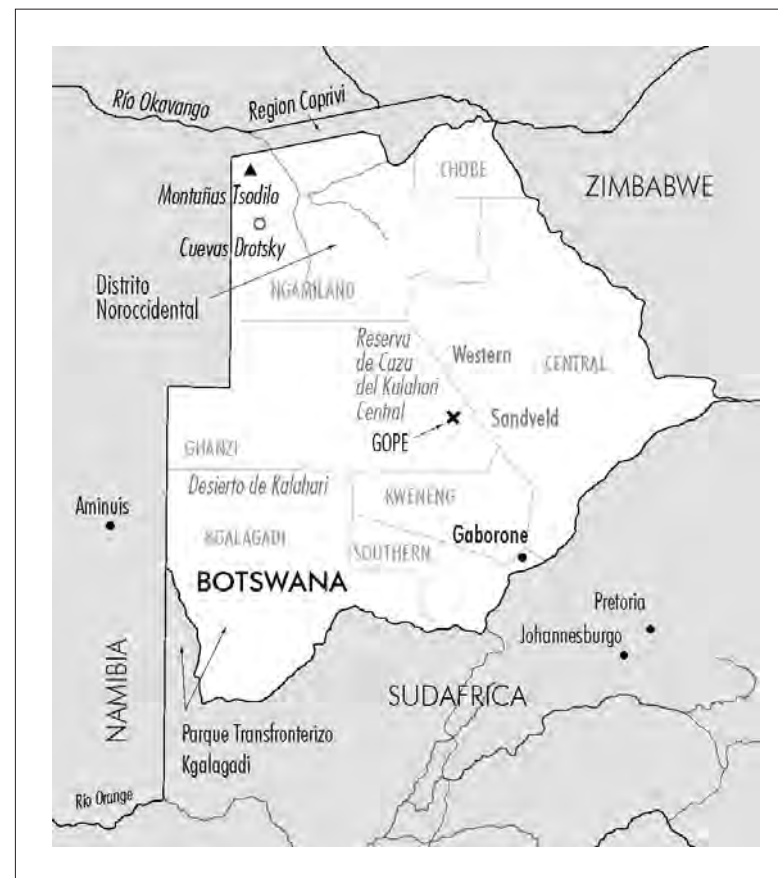 Río Okavango
Region Caprivi
CHOBE
ZIMBABWE
Montañas Tsodilo
Cuevas Drotsky
Distrito
Noroccidental
NGAMILAND
Reserva
de Caza
del Kalahari
Central
Western
CENTRAL
Sandveld
GOPE
GHANZI
Desierto de Kalahari
KWENENG
Aminuis
KGALAGADI
SOUTHERN
Gaborone
BOTSWANA
Pretoria
Johannesburgo
NAMIBIA
SUDAFRICA
Parque Transfronterizo
Kgalagadi
Río Orange